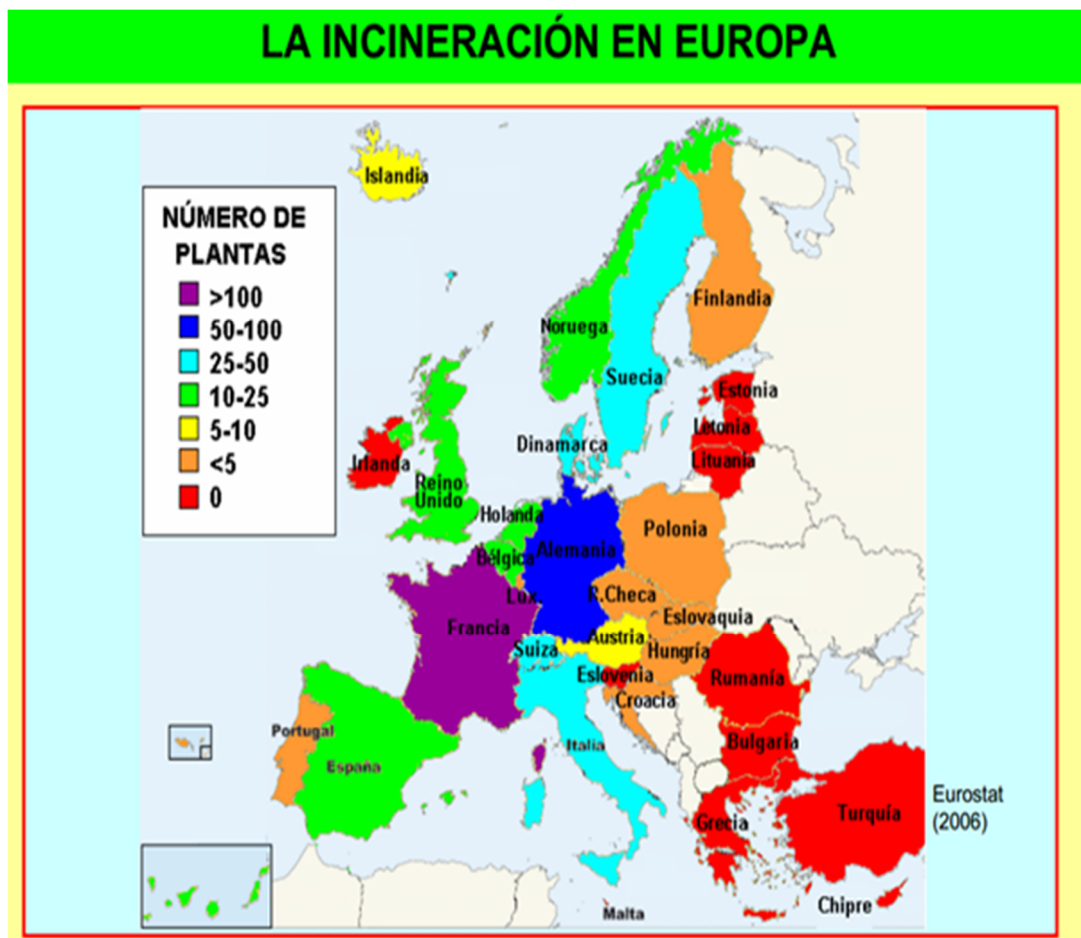 LA INCINERACIÓN EN EUROPA
Islandia
NÚMERO DE
PLANTAS
>100
50-100
25-50
10-25
5-10
<5
0
Finlandia
Noruega
Suecia
Estonia
Letonia
Lituania
Dinamarca
Irlanda
Reino
Unido
Holanda
Polonia
Bélgica
Alemania
Lux.
R.Checa
Eslovaquia
Francia
Austria
Suiza
Hungría
Eslovenia
Rumanía
Croacia
Portugal
Italia
Bulgaria
España
Eurostat
(2006)
Turquía
Grecia
Chipre
Malta